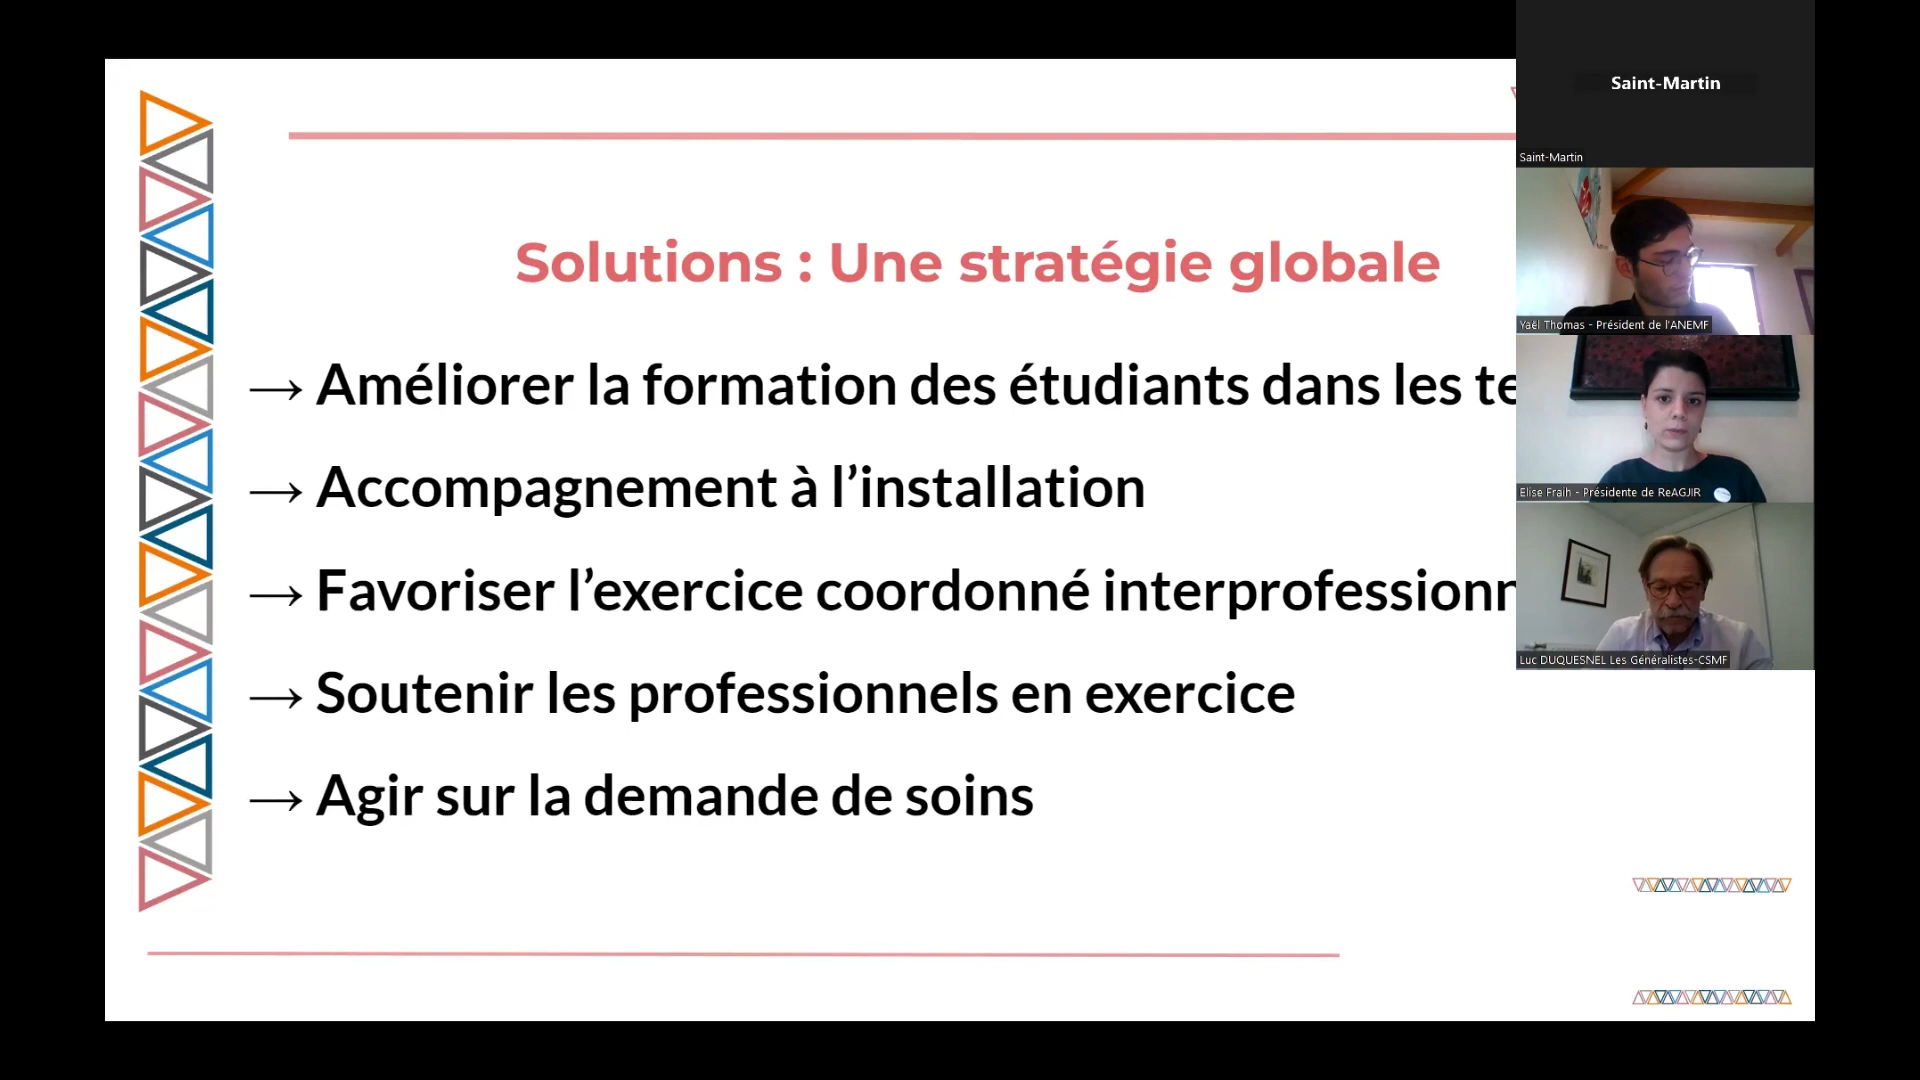 Solutions : Une stratégie globale
→ Améliorer la formation des étudiants dans les
→ Accompagnement à l’installation
→ Favoriser l’exercice coordonné
→ Soutenir les professionnels en exercice
→ Agir sur la demande de soins
Saint-Martin
Saint-Martin
Yaël Thomas - Président de l'ANEMF
Elise Fraih - Présidente de ReAGJIR
Luc DUQUESNEL Les Généralistes-CSMF